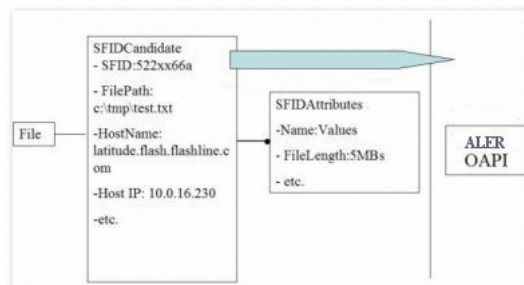 File
SFIDCandidate
- SFID:522xx66a
- FilePath:
c:\tmp\test.txt
-HostName:
latitude.flash.flashline.c
om
-Host IP: 10.0.16.230
-etc.
SFIDAttributes
-Name:Values
- FileLength:5MBs
- etc.
ALER
OAPI